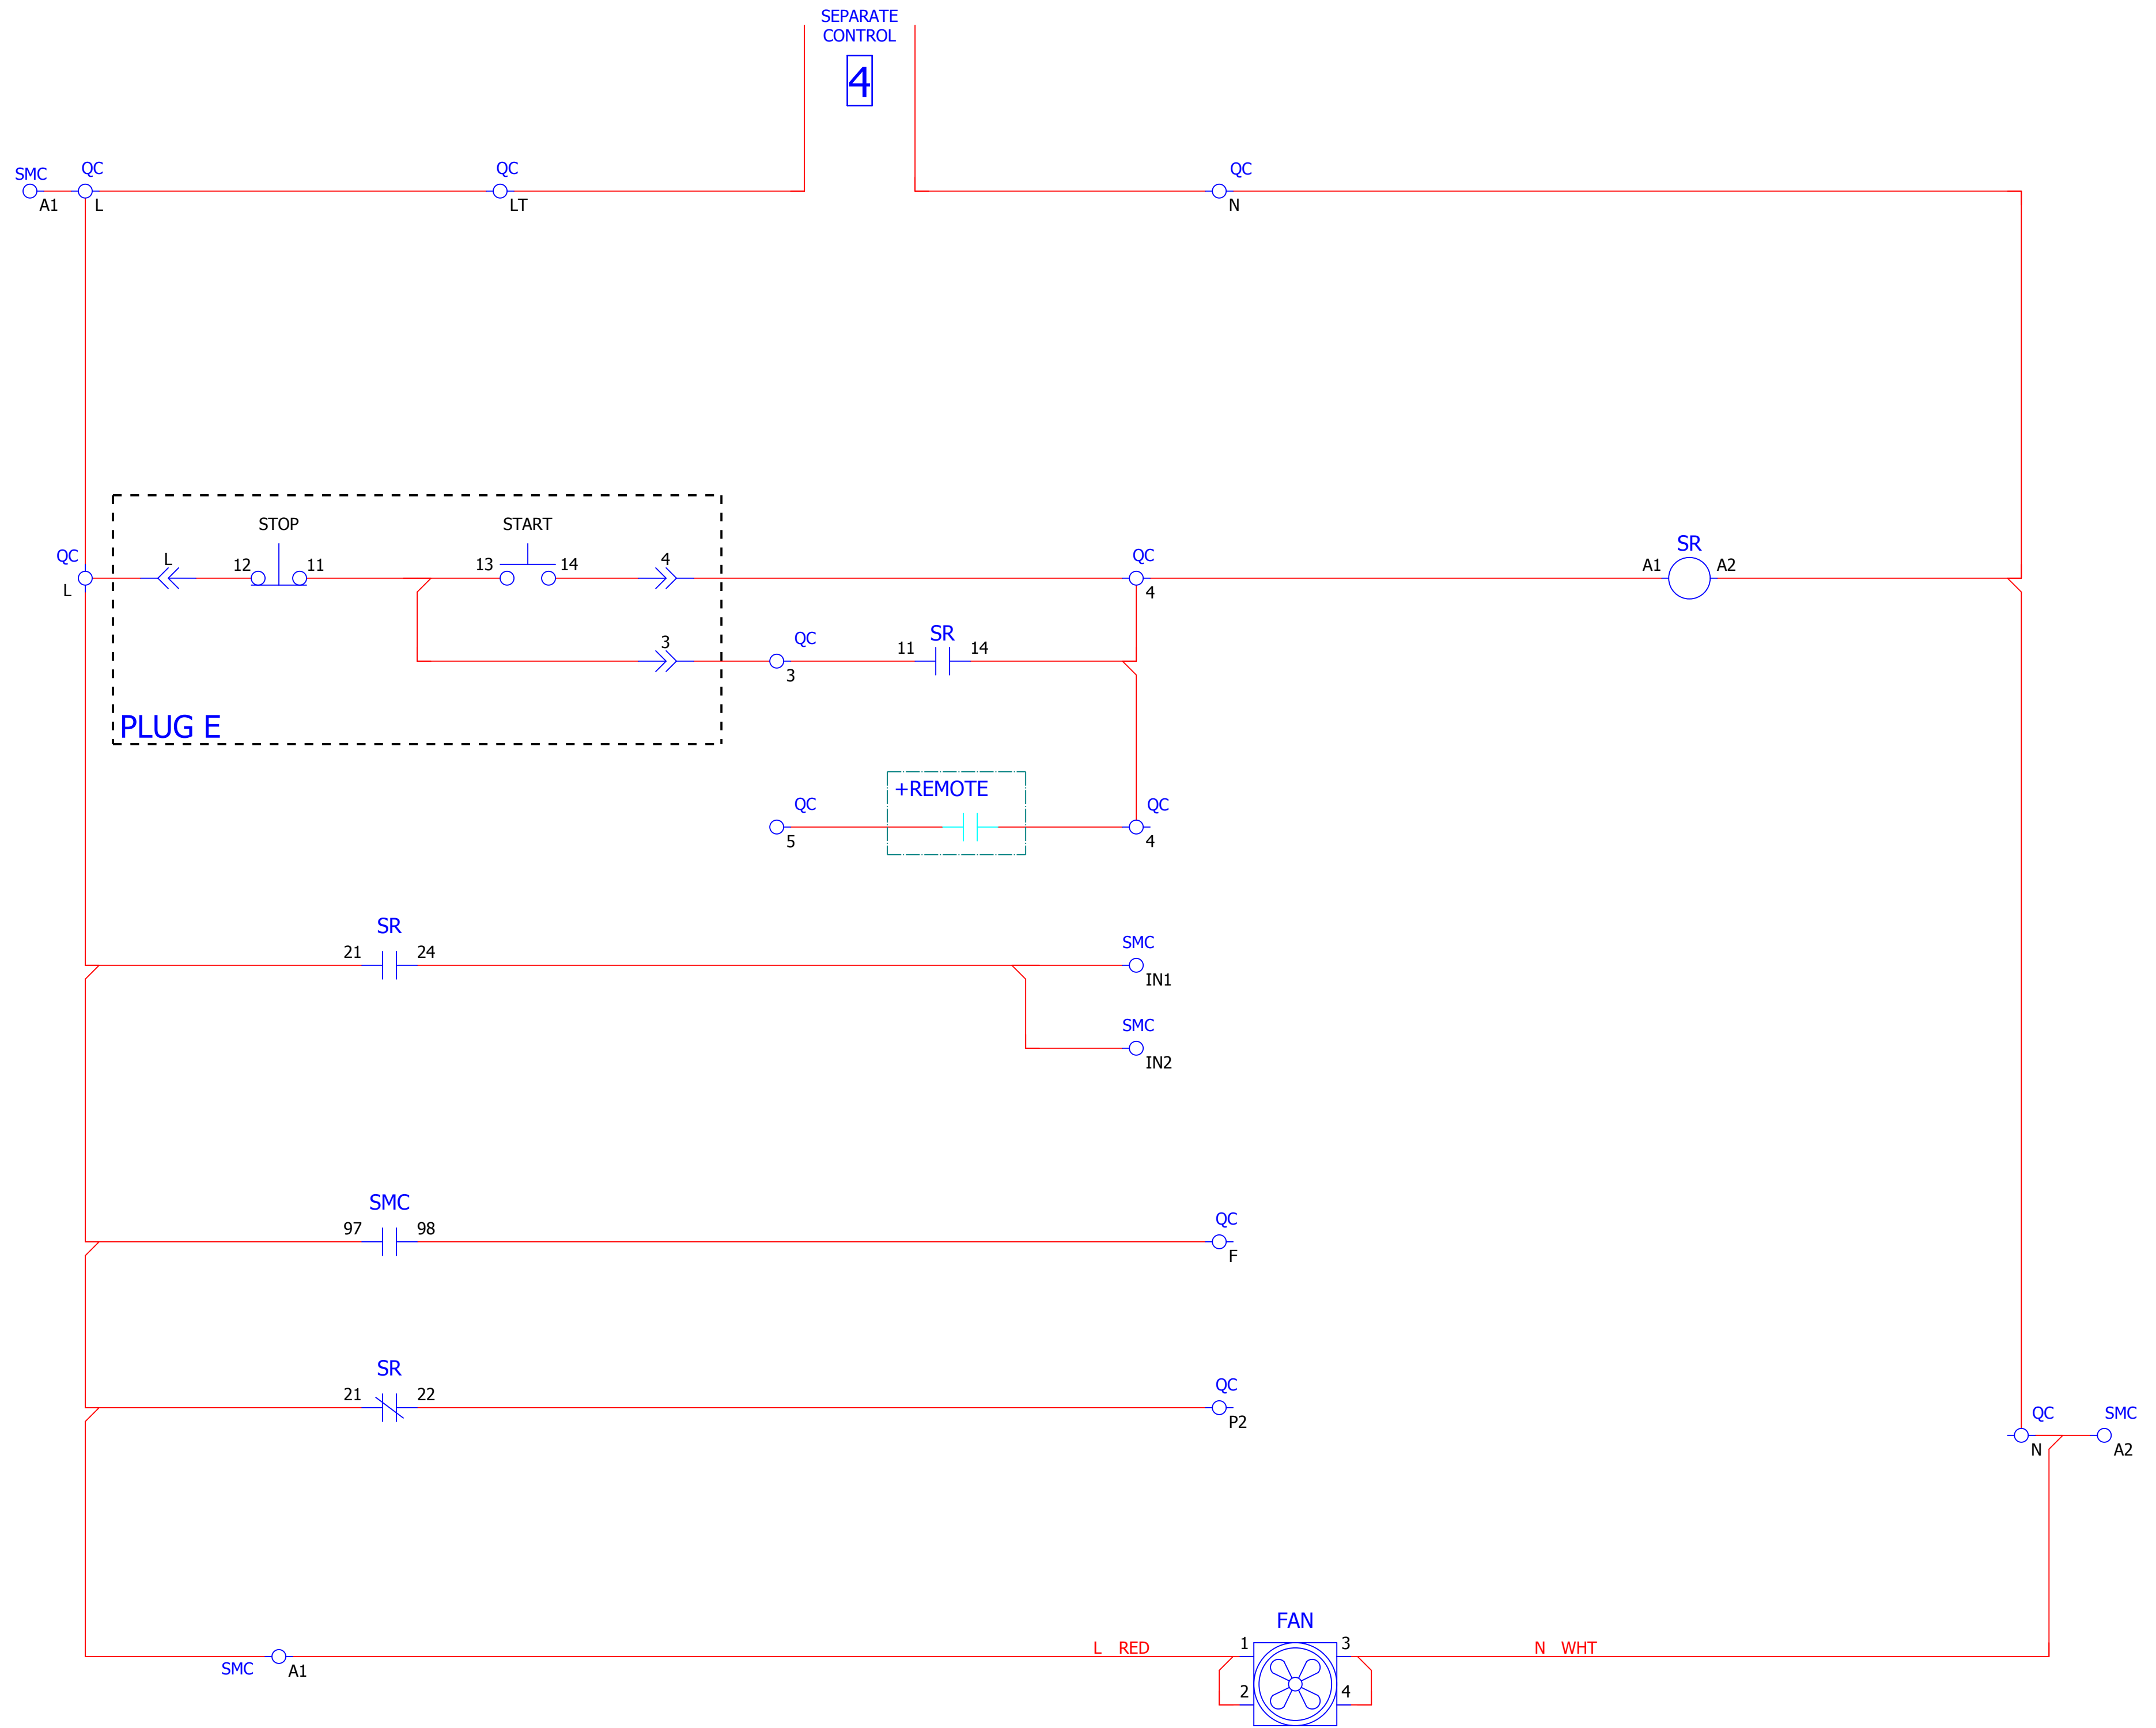 SEPARATE
CONTROL
4
SMC
QC
QC
QC
A1
L
LT
N
STOP
START
QC
L
12
11
13
14
4
QC
SR
A1
A2
L
4
3
QC
11
SR
14
3
PLUG E
+REMOTE
QC
QC
5
4
SR
21
24
SMC
IN1
SMC
IN2
SMC
97
98
QC
F
SR
21
22
QC
P2
QC
SMC
N
A2
FAN
L RED
1
3
N WHT
SMC
A1
2
4